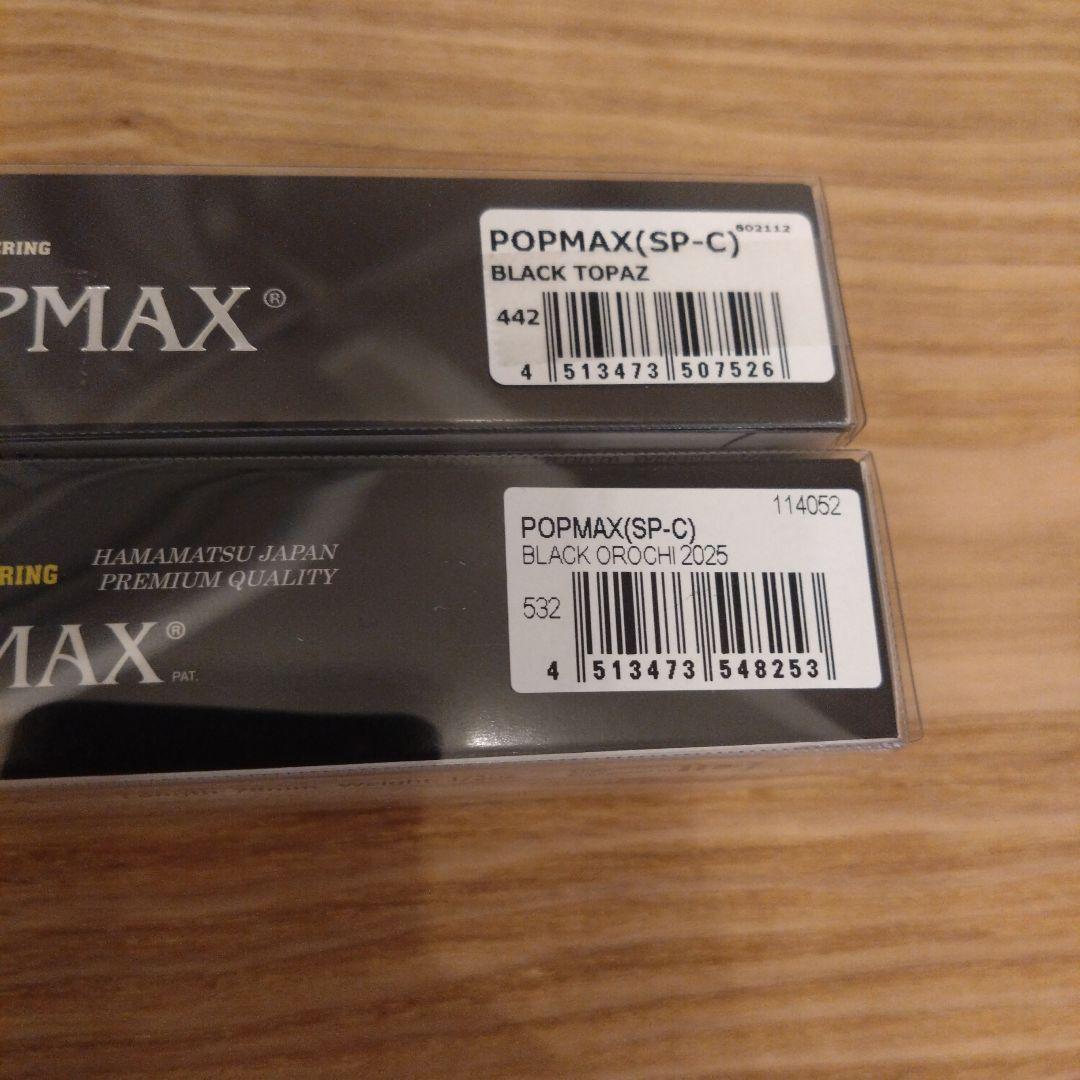 ERING
PMAX®
POPMAX(SP-C)
502112
BLACK TOPAZ
442
4 513473 507526
RING
HAMAMATSU JAPAN
PREMIUM QUALITY
MAX®
PAT.
114052
POPMAX(SP-C)
BLACK OROCHI 2025
532
4 513473 548253